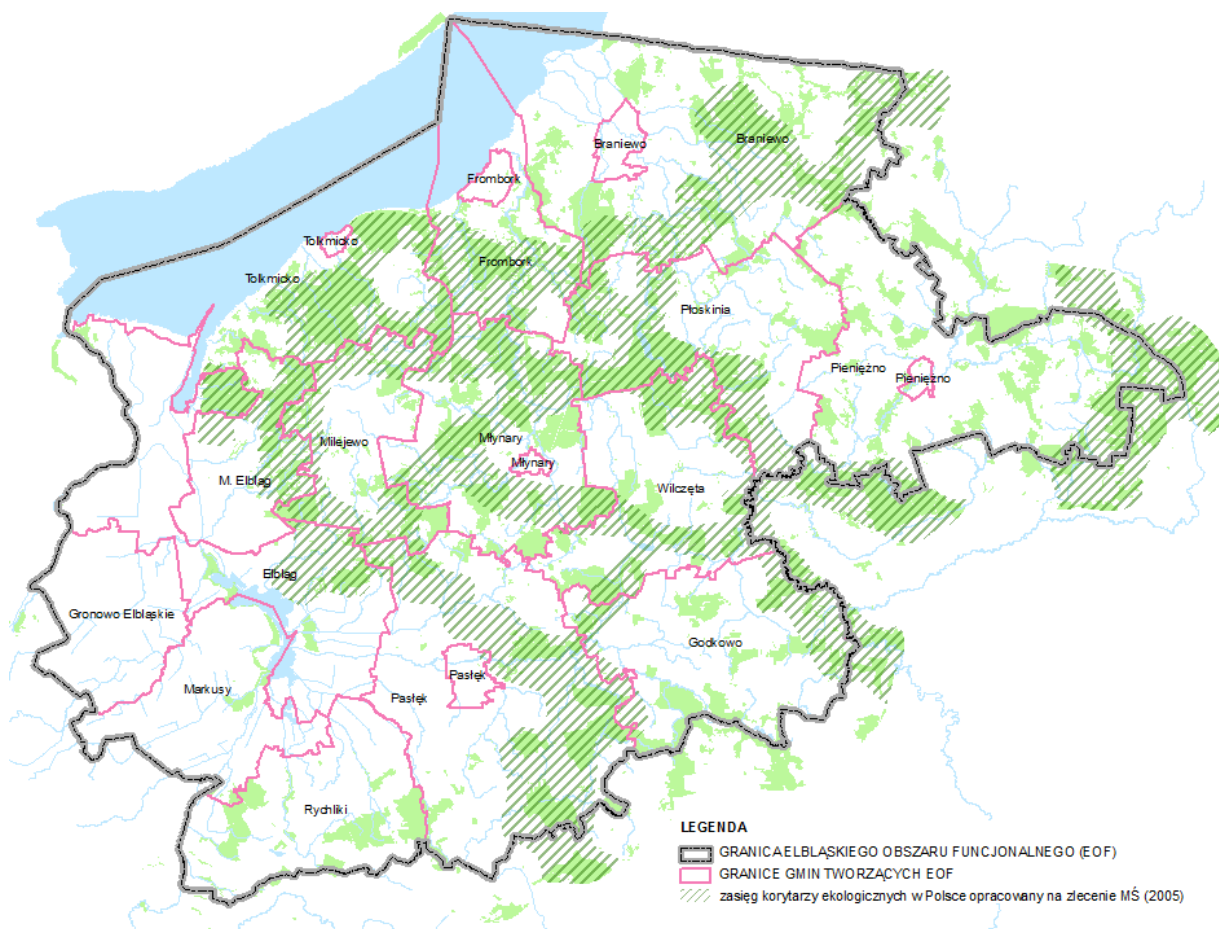 Braniewo
Braniewo
Frombork
Tolkmicko
Frombork
Tolkmicko
Płoskinia
Pieniężno
Pieniężno
Milejewo
Młynary
Młynary
M. Elbląg
Wilczęta
Elbląg
Gronowo Elbląskie
Godkowo
Pasłęk
Markusy
Pasłęk
Rychliki
LEGENDA
GRANICA ELBLĄSKIEGO OBSZARU FUNCJONALNEGO (EOF)
GRANICE GMIN TWORZĄCYCH EOF
zasięg korytarzy ekologicznych w Polsce opracowany na zlecenie MŚ (2005)